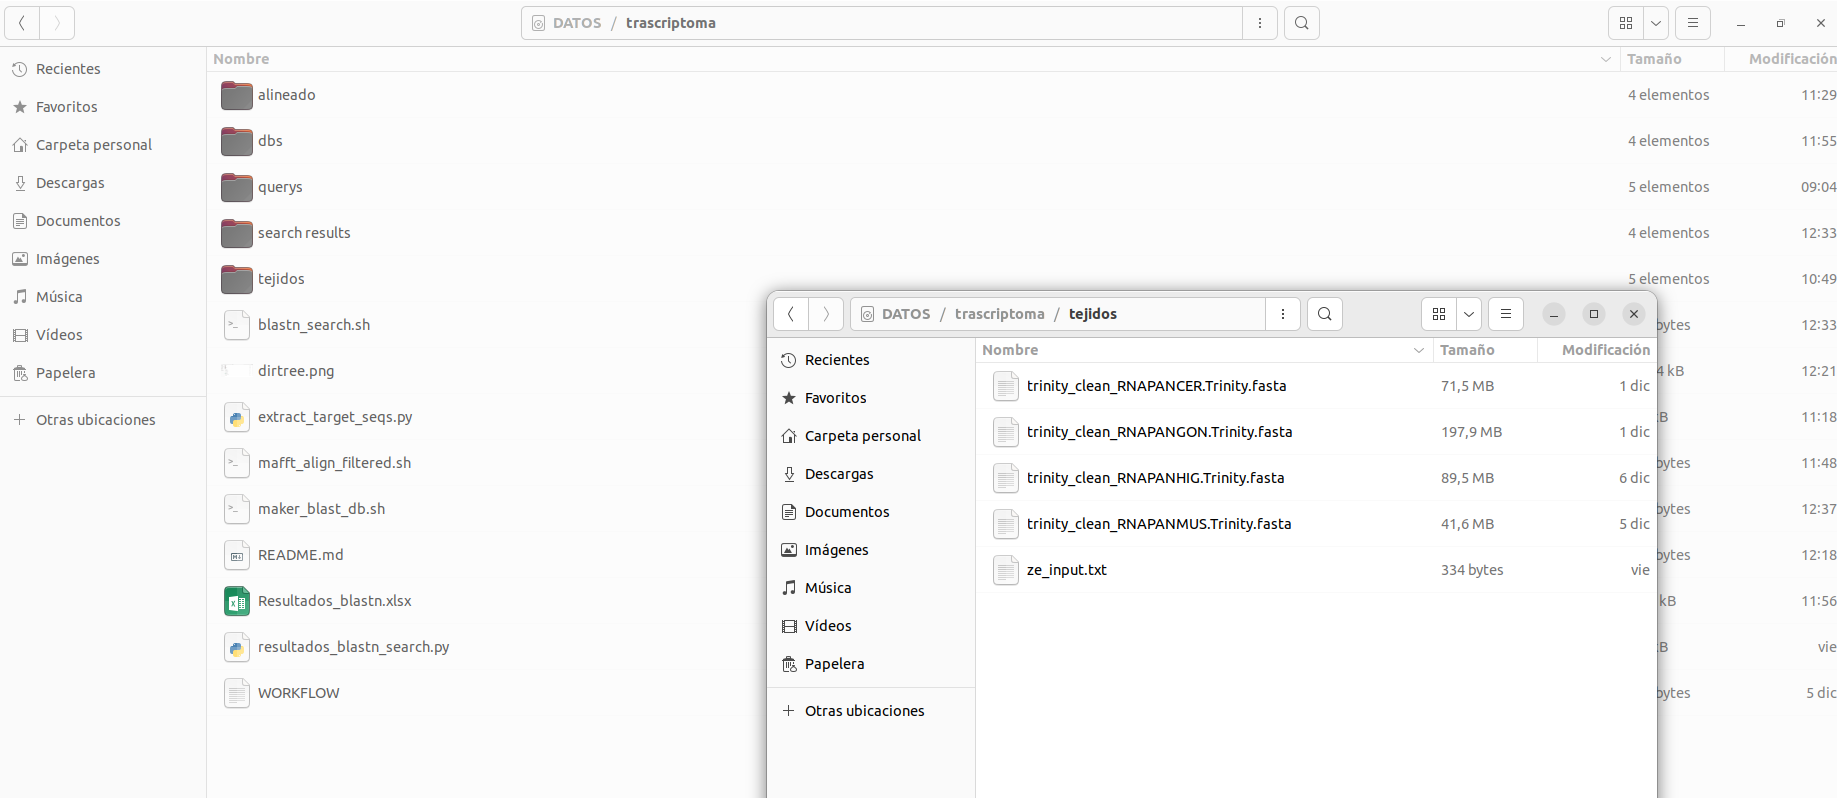 DATOS / trascriptoma
Recientes
Favoritos
Carpeta personal
Descargas
Documentos
Imágenes
Música
Vídeos
Papelera
Otras ubicaciones
Nombre Tamaño Modificación
alineado 4 elementos 11:29
dbs 4 elementos 11:55
querys 5 elementos 09:04
search results 4 elementos 12:33
tejidos 5 elementos 10:49
blastn_search.sh bytes 12:33
dirtree.png 4 kB 12:21
extract_target_seqs.py kB 11:18
mafft_align_filtered.sh bytes 11:48
maker_blast_db.sh bytes 12:37
README.md bytes 12:18
Resultados_blastn.xlsx kB 11:56
resultados_blastn_search.py kB vie
WORKFLOW bytes 5 dic
DATOS / trascriptoma / tejidos
Recientes
Favoritos
Carpeta personal
Descargas
Documentos
Imágenes
Música
Vídeos
Papelera
Otras ubicaciones
Nombre Tamaño Modificación
trinity_clean_RNAPANCER.Trinity.fasta 71,5 MB 1 dic
trinity_clean_RNAPANGON.Trinity.fasta 197,9 MB 1 dic
trinity_clean_RNAPANHIG.Trinity.fasta 89,5 MB 6 dic
trinity_clean_RNAPANMUS.Trinity.fasta 41,6 MB 5 dic
ze_input.txt 334 bytes vie